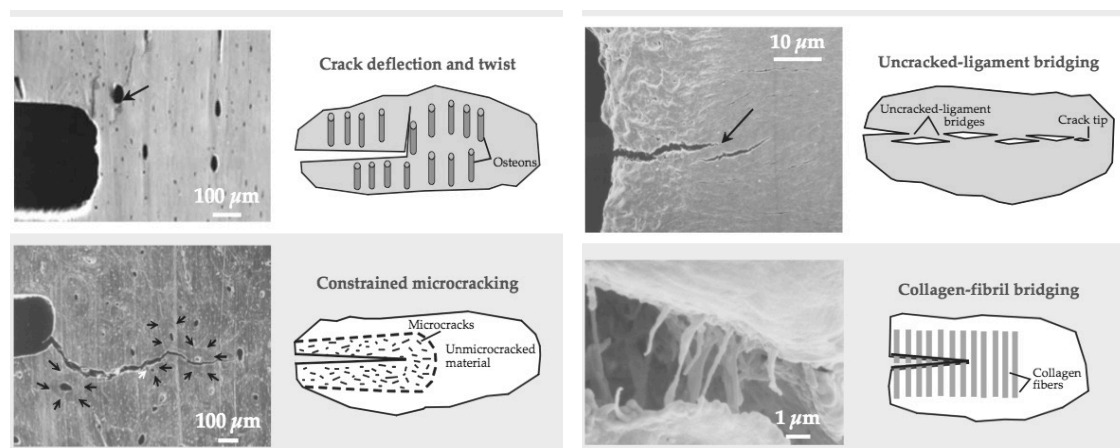 100 µm
Crack deflection and twist
Osteons
10 µm
Uncracked-ligament bridging
Uncracked-ligament
bridges
Crack tip
100 µm
Constrained microcracking
Microcracks
Unmicrocracked
material
1 µm
Collagen-fibril bridging
Collagen
fibers